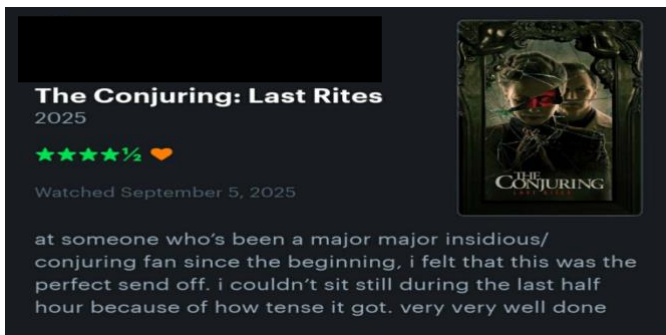 The Conjuring: Last Rites
2025
★★★★½ 🧡
Watched September 5, 2025
THE
CONJURING
LAST RITES
at someone who's been a major major insidious/
conjuring fan since the beginning, i felt that this was the
perfect send off. i couldn't sit still during the last half
hour because of how tense it got. very very well done